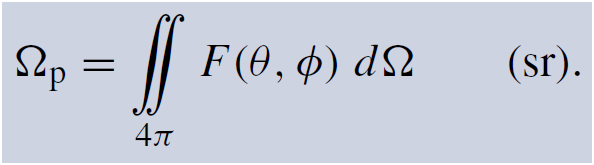 Ωp = ∬4π F(θ, ϕ) dΩ (sr).